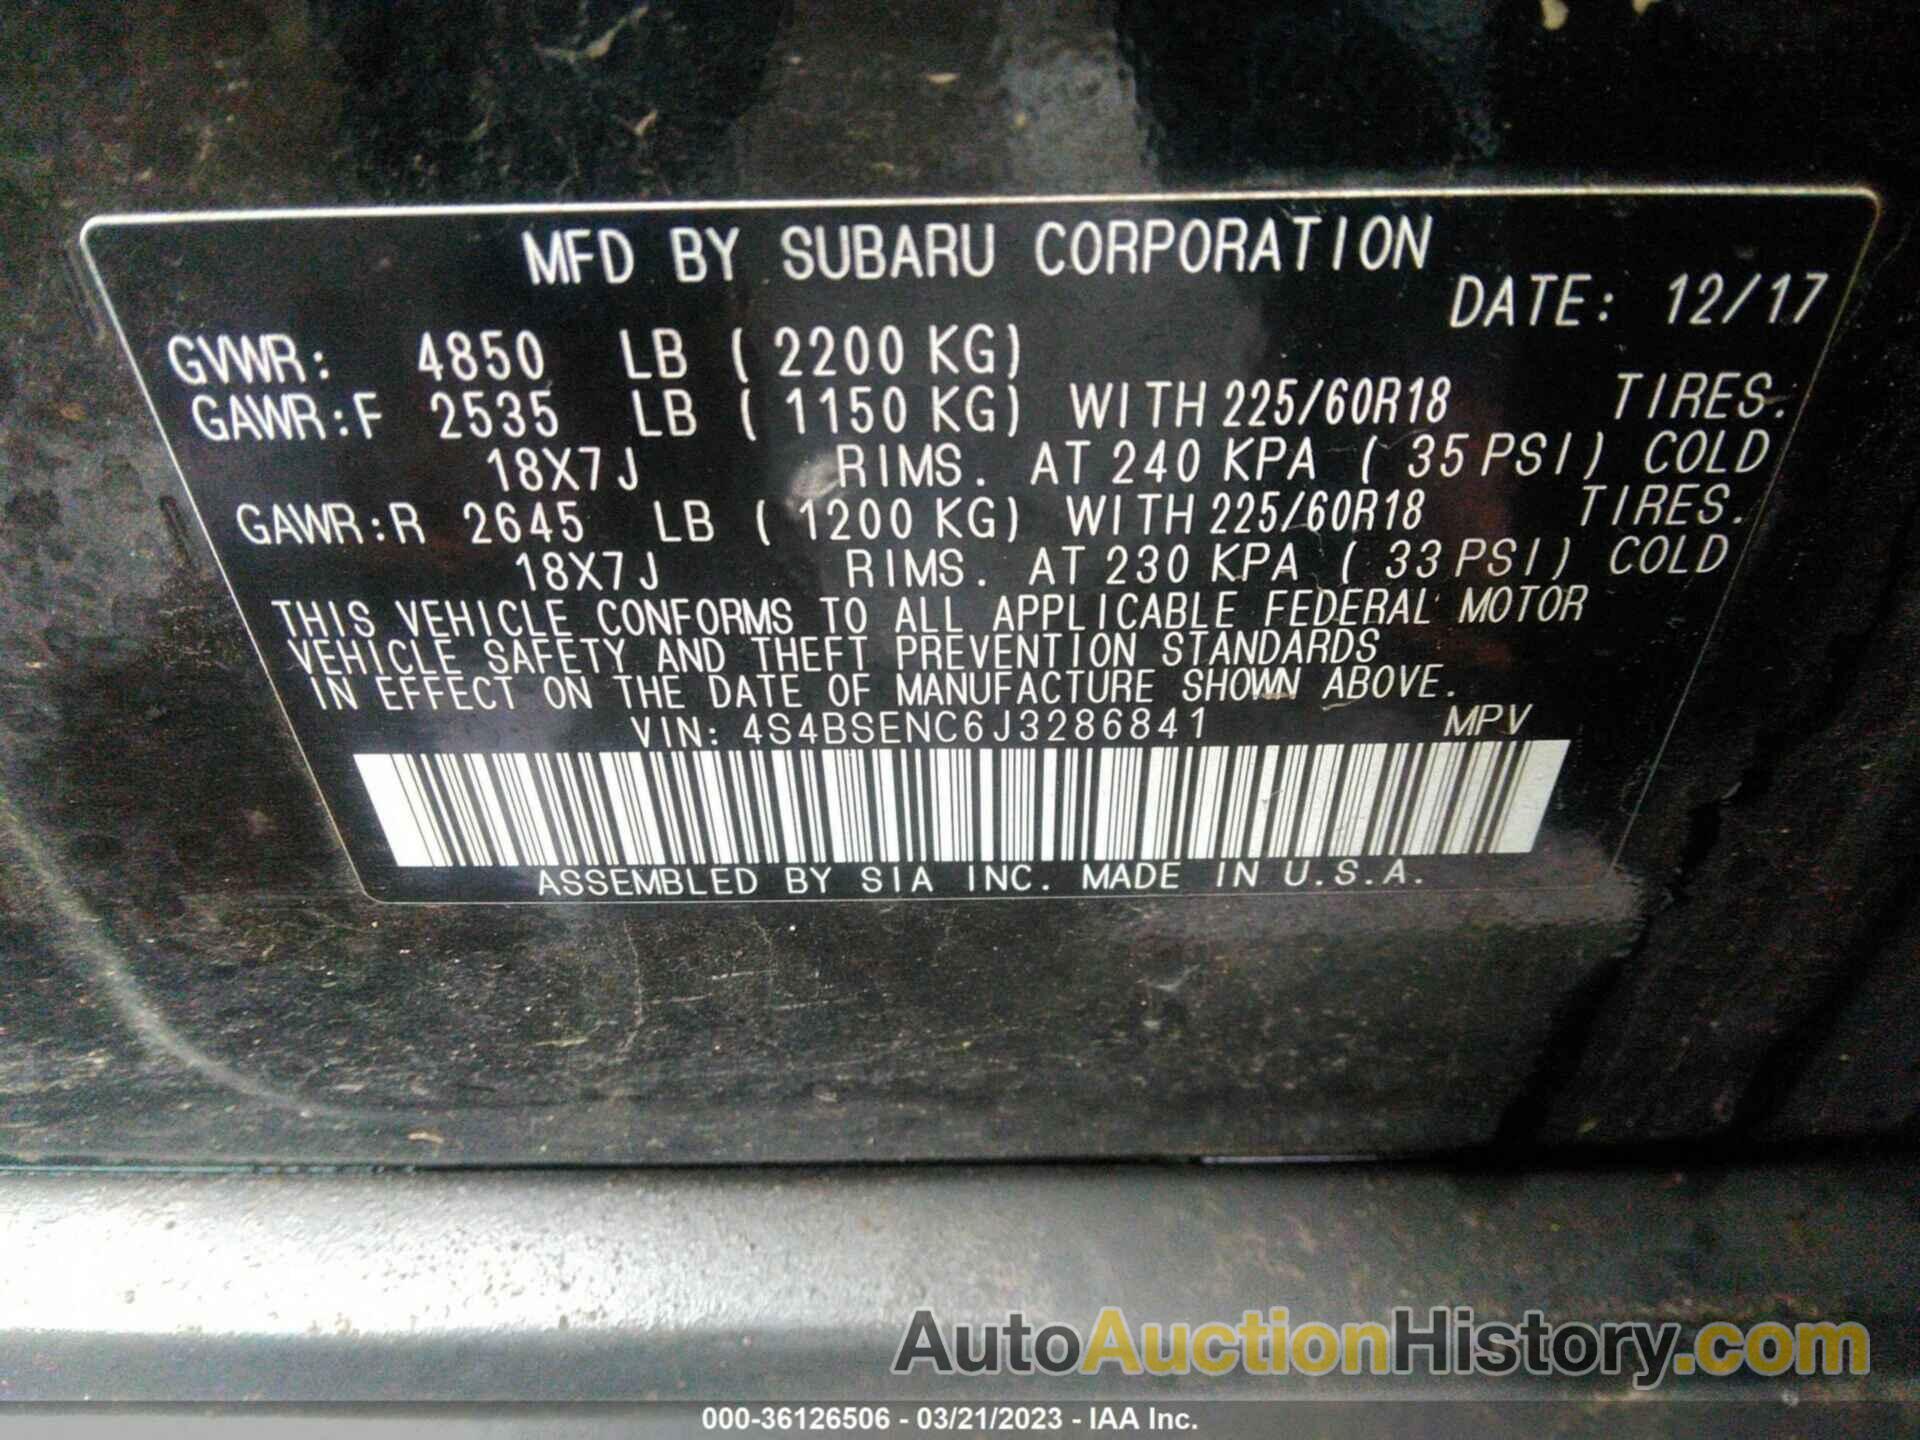 MFD BY SUBARU CORPORATION
DATE: 12/17
GVWR: 4850 LB ( 2200 KG)
GAWR:F 2535 LB ( 1150 KG) WITH 225/60R18 TIRES.
18X7J RIMS. AT 240 KPA ( 35 PSI) COLD
GAWR:R 2645 LB ( 1200 KG) WITH 225/60R18 TIRES.
18X7J RIMS. AT 230 KPA ( 33 PSI) COLD
THIS VEHICLE CONFORMS TO ALL APPLICABLE FEDERAL MOTOR
VEHICLE SAFETY AND THEFT PREVENTION STANDARDS
IN EFFECT ON THE DATE OF MANUFACTURE SHOWN ABOVE.
VIN: 4S4BSENC6J3286841 MPV
ASSEMBLED BY SIA INC. MADE IN U.S.A.
AutoAuctionHistory.com
000-36126506 - 03/21/2023 - IAA Inc.